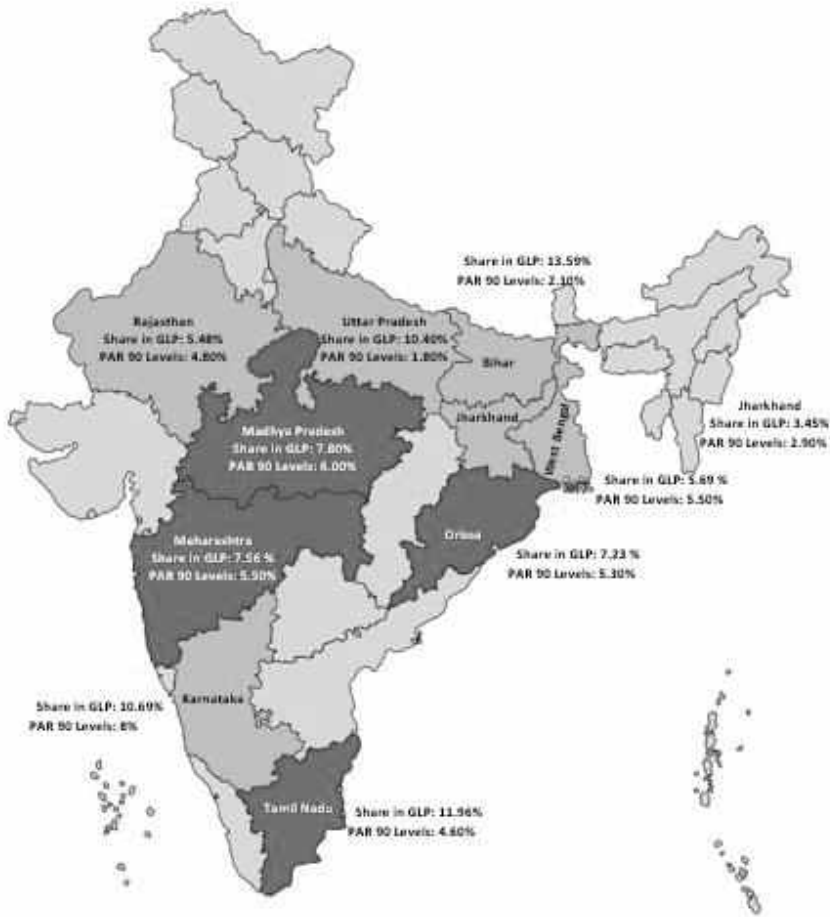 Share in GLP: 13.59%
PAR 90 Levels: 2.10%
Rajasthan
Share in GLP: 5.48%
PAR 90 Levels: 4.80%
Uttar Pradesh
Share in GLP: 10.40%
PAR 90 Levels: 1.80%
Bihar
Jharkhand
West Bengal
Jharkhand
Share in GLP: 3.45%
PAR 90 Levels: 2.90%
Madhya Pradesh
Share in GLP: 7.80%
PAR 90 Levels: 6.00%
Share in GLP: 5.69 %
PAR 90 Levels: 5.50%
Maharashtra
Share in GLP: 7.56 %
PAR 90 Levels: 5.50%
Orissa
Share in GLP: 7.23 %
PAR 90 Levels: 5.30%
Karnataka
Share in GLP: 10.69%
PAR 90 Levels: 8%
Tamil Nadu
Share in GLP: 11.96%
PAR 90 Levels: 4.60%